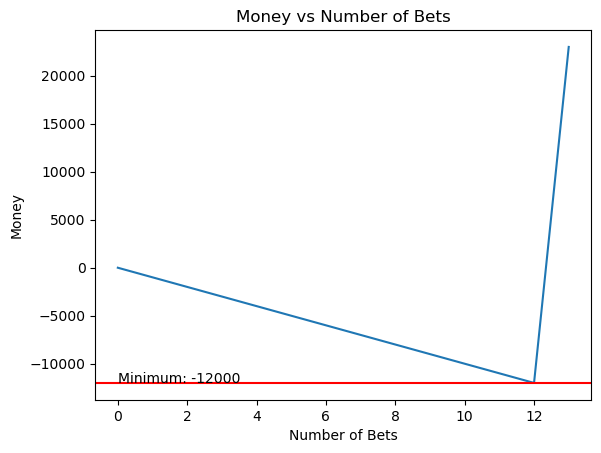 Money vs Number of Bets
20000
15000
10000
5000
0
−5000
−10000
Money
Minimum: -12000
0 2 4 6 8 10 12
Number of Bets